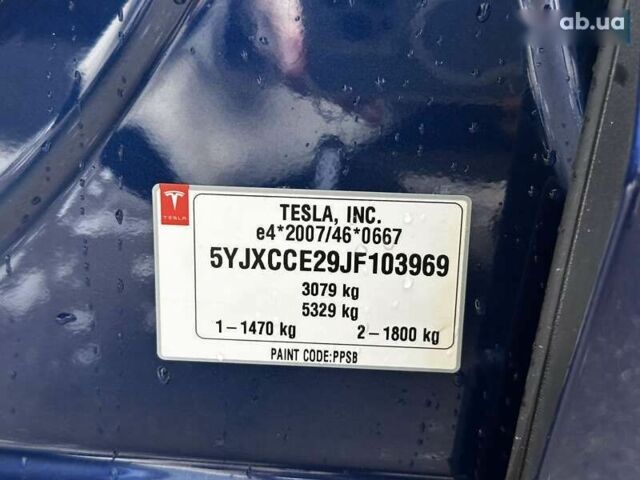 ab.ua
TESLA
TESLA, INC.
e4*2007/46*0667
5YJXCCE29JF103969
3079 kg
5329 kg
1-1470 kg 2-1800 kg
PAINT CODE:PPSB